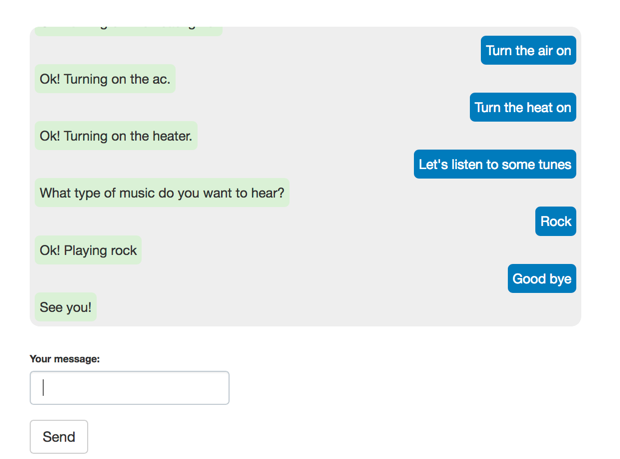 Turn the air on
Ok! Turning on the ac.
Turn the heat on
Ok! Turning on the heater.
Let's listen to some tunes
What type of music do you want to hear?
Rock
Ok! Playing rock
Good bye
See you!
Your message:
Send